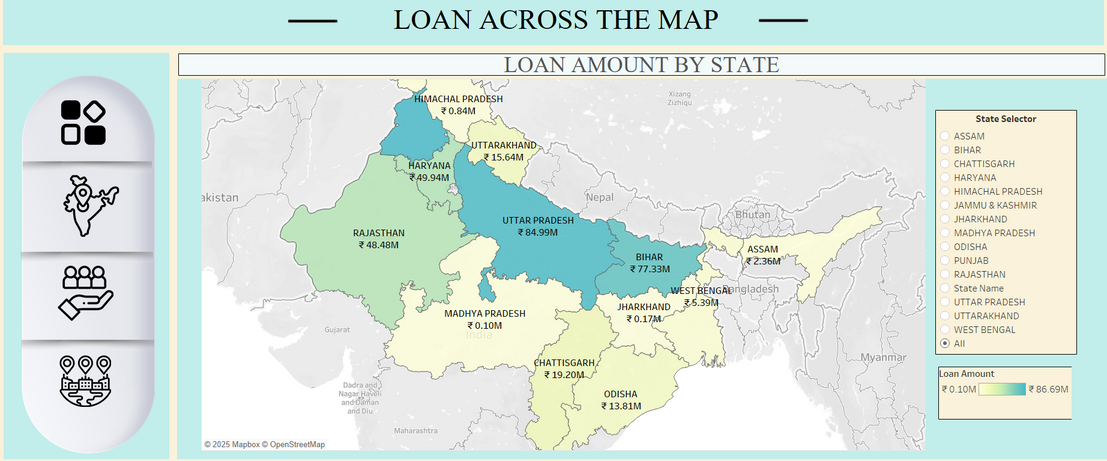 LOAN ACROSS THE MAP
LOAN AMOUNT BY STATE
Xizang
Zizhiqu
HIMACHAL PRADESH
₹ 0.84M
UTTARAKHAND
₹ 15.64M
HARYANA
₹ 49.94M
akistan
Nepal
RAJASTHAN
₹ 48.48M
UTTAR PRADESH
₹ 84.99M
Bhutan
BIHAR
₹ 77.33M
ASSAM
₹ 2.36M
WEST BENGAL
₹ 5.39M
Bangladesh
MADHYA PRADESH
₹ 0.10M
India
JHARKHAND
₹ 0.17M
Gujarat
Myanmar
CHATTISGARH
₹ 19.20M
Dadra and
Nagar Haveli
and Daman
and Diu
ODISHA
₹ 13.81M
Maharashtra
© 2025 Mapbox © OpenStreetMap
State Selector
ASSAM
BIHAR
CHATTISGARH
HARYANA
HIMACHAL PRADESH
JAMMU & KASHMIR
JHARKHAND
MADHYA PRADESH
ODISHA
PUNJAB
RAJASTHAN
State Name
UTTAR PRADESH
UTTARAKHAND
WEST BENGAL
All
Loan Amount
₹ 0.10M ₹ 86.69M